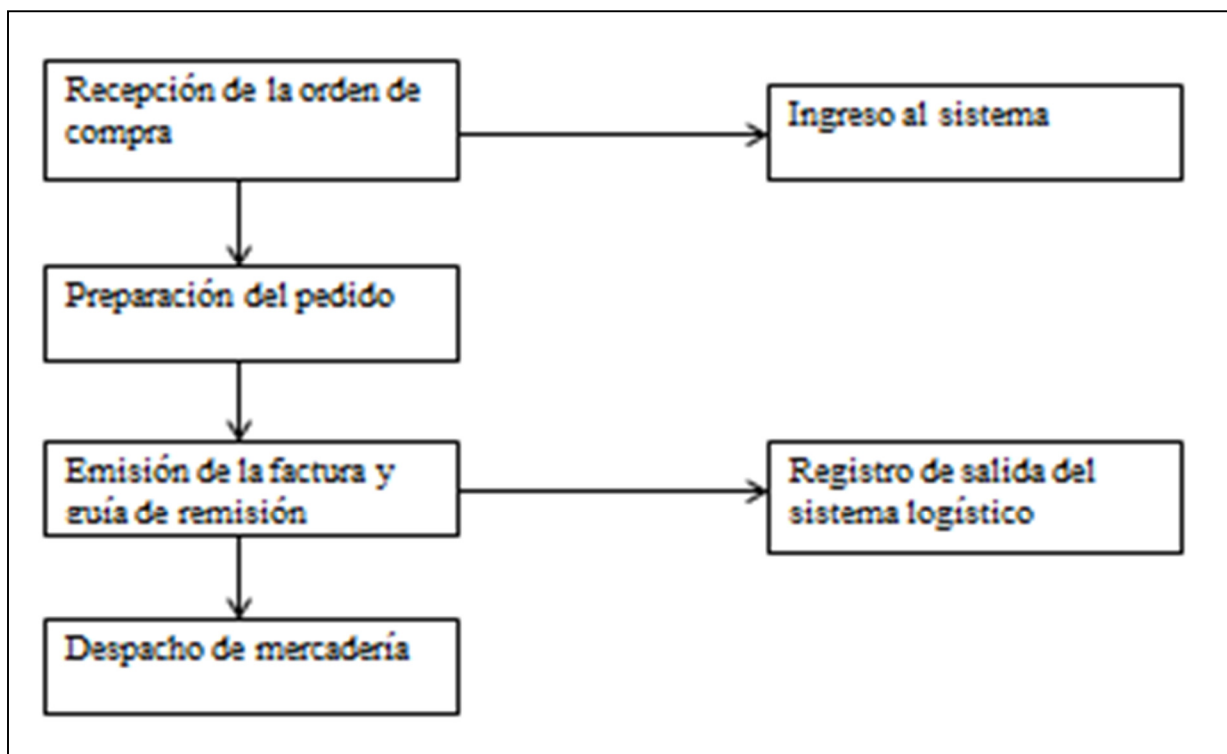 Recepción de la orden de
compra
Ingreso al sistema
Preparación del pedido
Emisión de la factura y
guía de remisión
Registro de salida del
sistema logístico
Despacho de mercadería